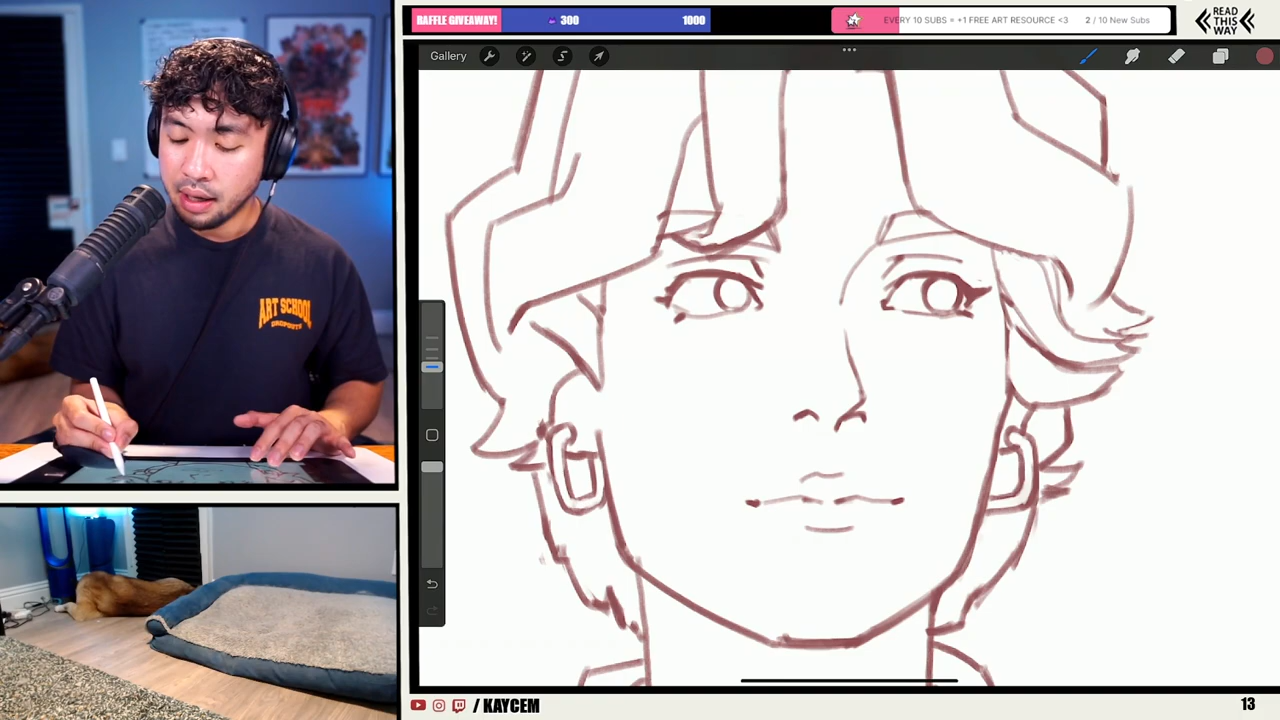 RAFFLE GIVEAWAY! 300 1000
EVERY 10 SUBS = +1 FREE ART RESOURCE <3 2 / 10 New Subs
READ
THIS
WAY
Gallery
ART SCHOOL
DROPOUTS
/ KAYCEM
13